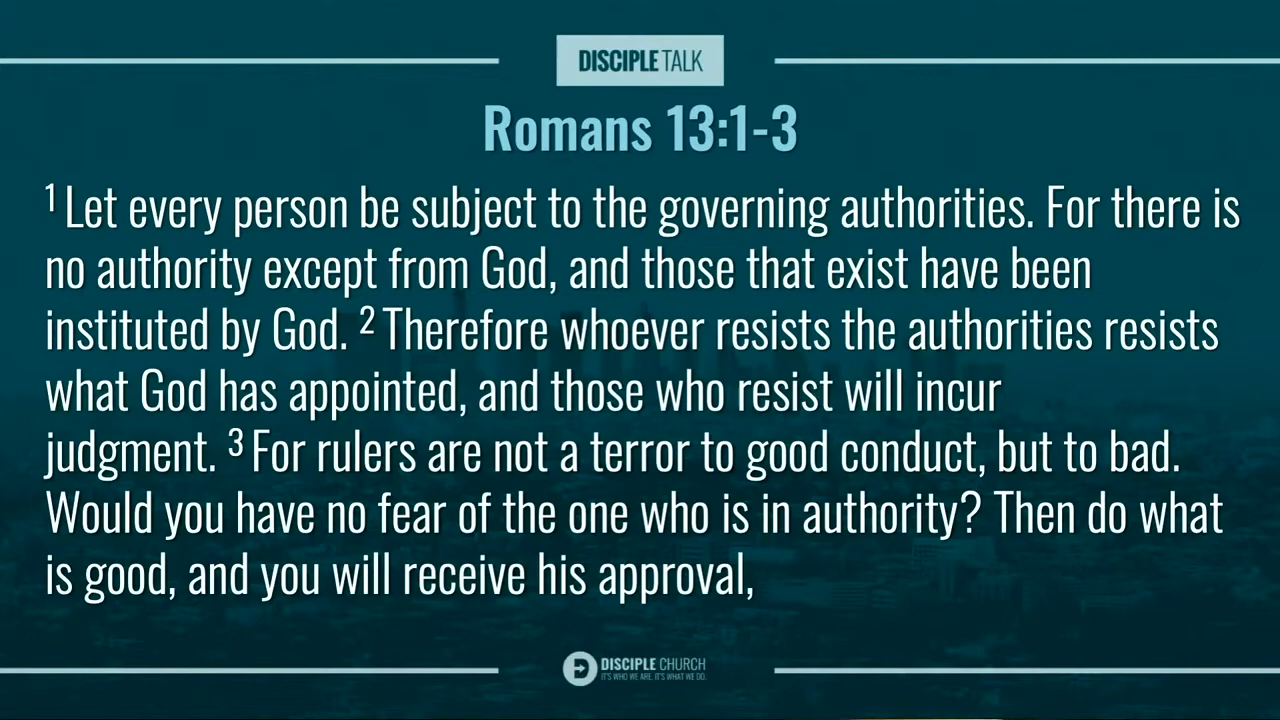 DISCIPLE TALK
Romans 13:1-3
1 Let every person be subject to the governing authorities. For there is
no authority except from God, and those that exist have been
instituted by God. 2 Therefore whoever resists the authorities resists
what God has appointed, and those who resist will incur
judgment. 3 For rulers are not a terror to good conduct, but to bad.
Would you have no fear of the one who is in authority? Then do what
is good, and you will receive his approval,
DISCIPLE CHURCH
IT'S WHO WE ARE. IT'S WHAT WE DO.